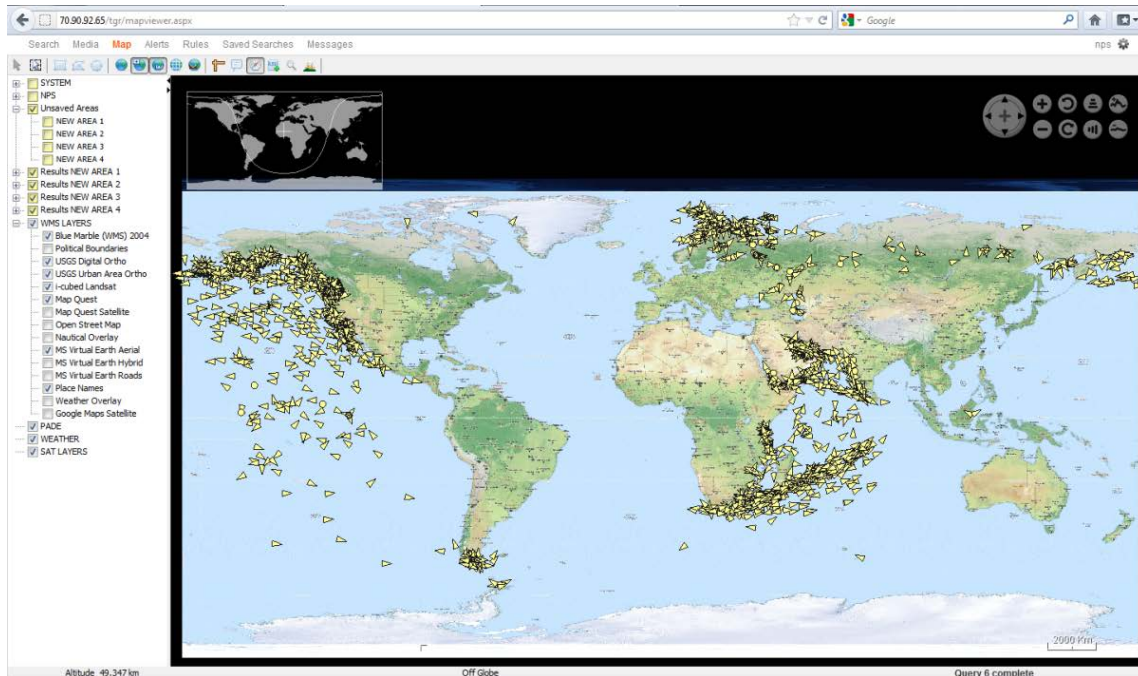 70.90.92.65/tgr/mapviewer.aspx
Google
Search Media Map Alerts Rules Saved Searches Messages
nps
SYSTEM
NPS
Unsaved Areas
NEW AREA 1
NEW AREA 2
NEW AREA 3
NEW AREA 4
Results NEW AREA 1
Results NEW AREA 2
Results NEW AREA 3
Results NEW AREA 4
WMS LAYERS
Blue Marble (WMS) 2004
Political Boundaries
USGS Digital Ortho
USGS Urban Area Ortho
i-cubed Landsat
Map Quest
Map Quest Satellite
Open Street Map
Nautical Overlay
MS Virtual Earth Aerial
MS Virtual Earth Hybrid
MS Virtual Earth Roads
Place Names
Weather Overlay
Google Maps Satellite
PADE
WEATHER
SAT LAYERS
2000 Km
Altitude 49,347 km Off Globe Query 6 complete